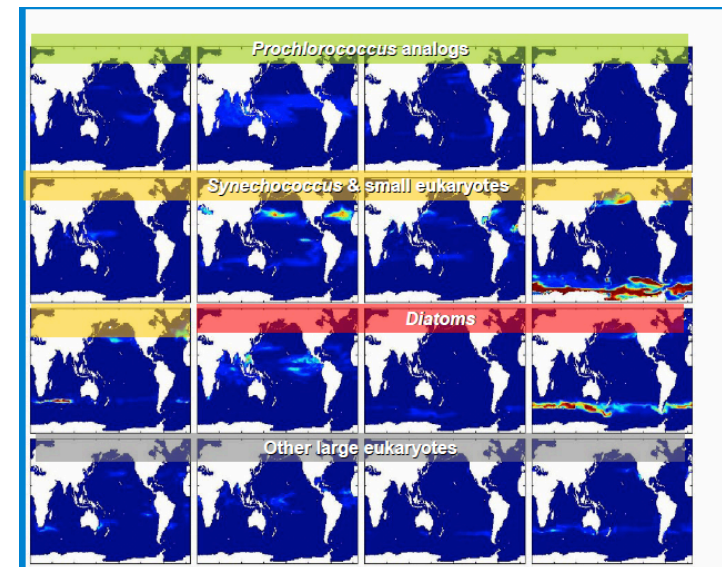 Prochlorococcus analogs
Synechococcus & small eukaryotes
Diatoms
Other large eukaryotes